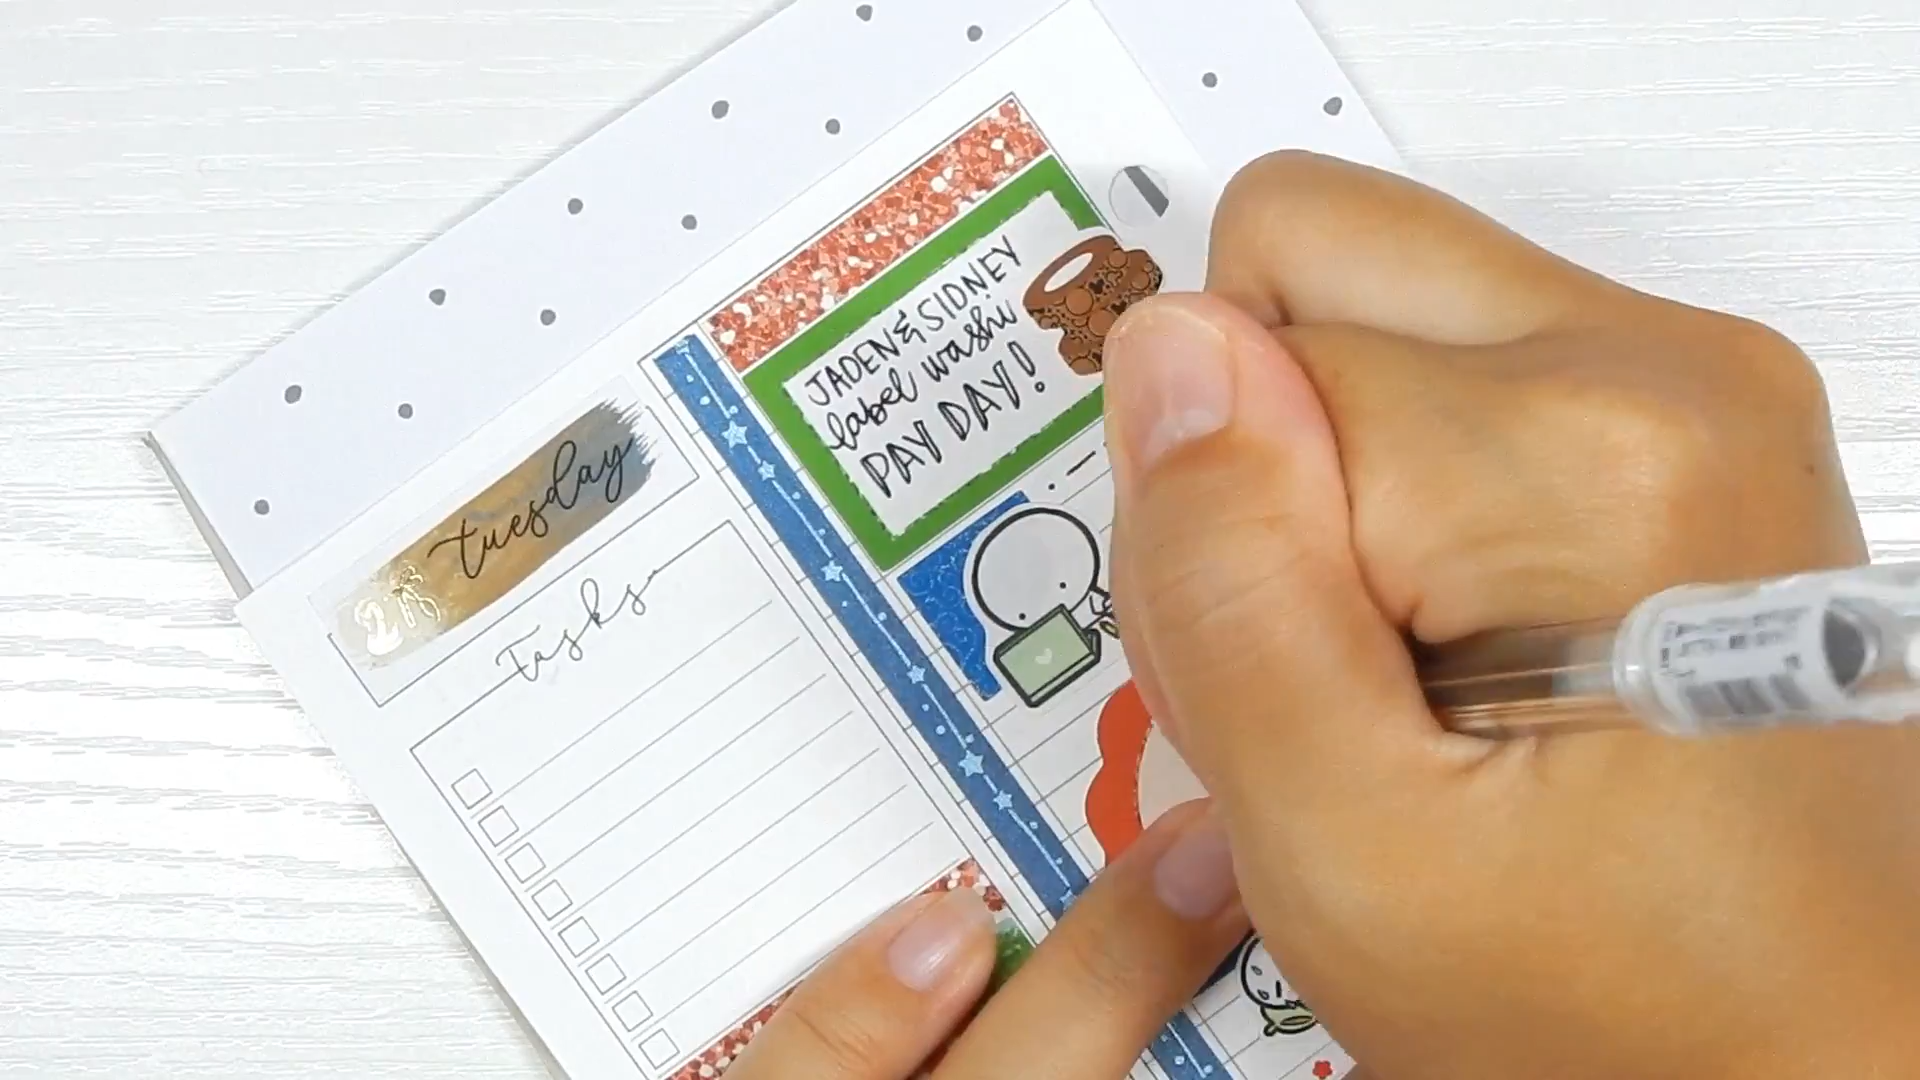 JADEN & SIDNEY
label washi
PAY DAY!
tuesday
Tasks